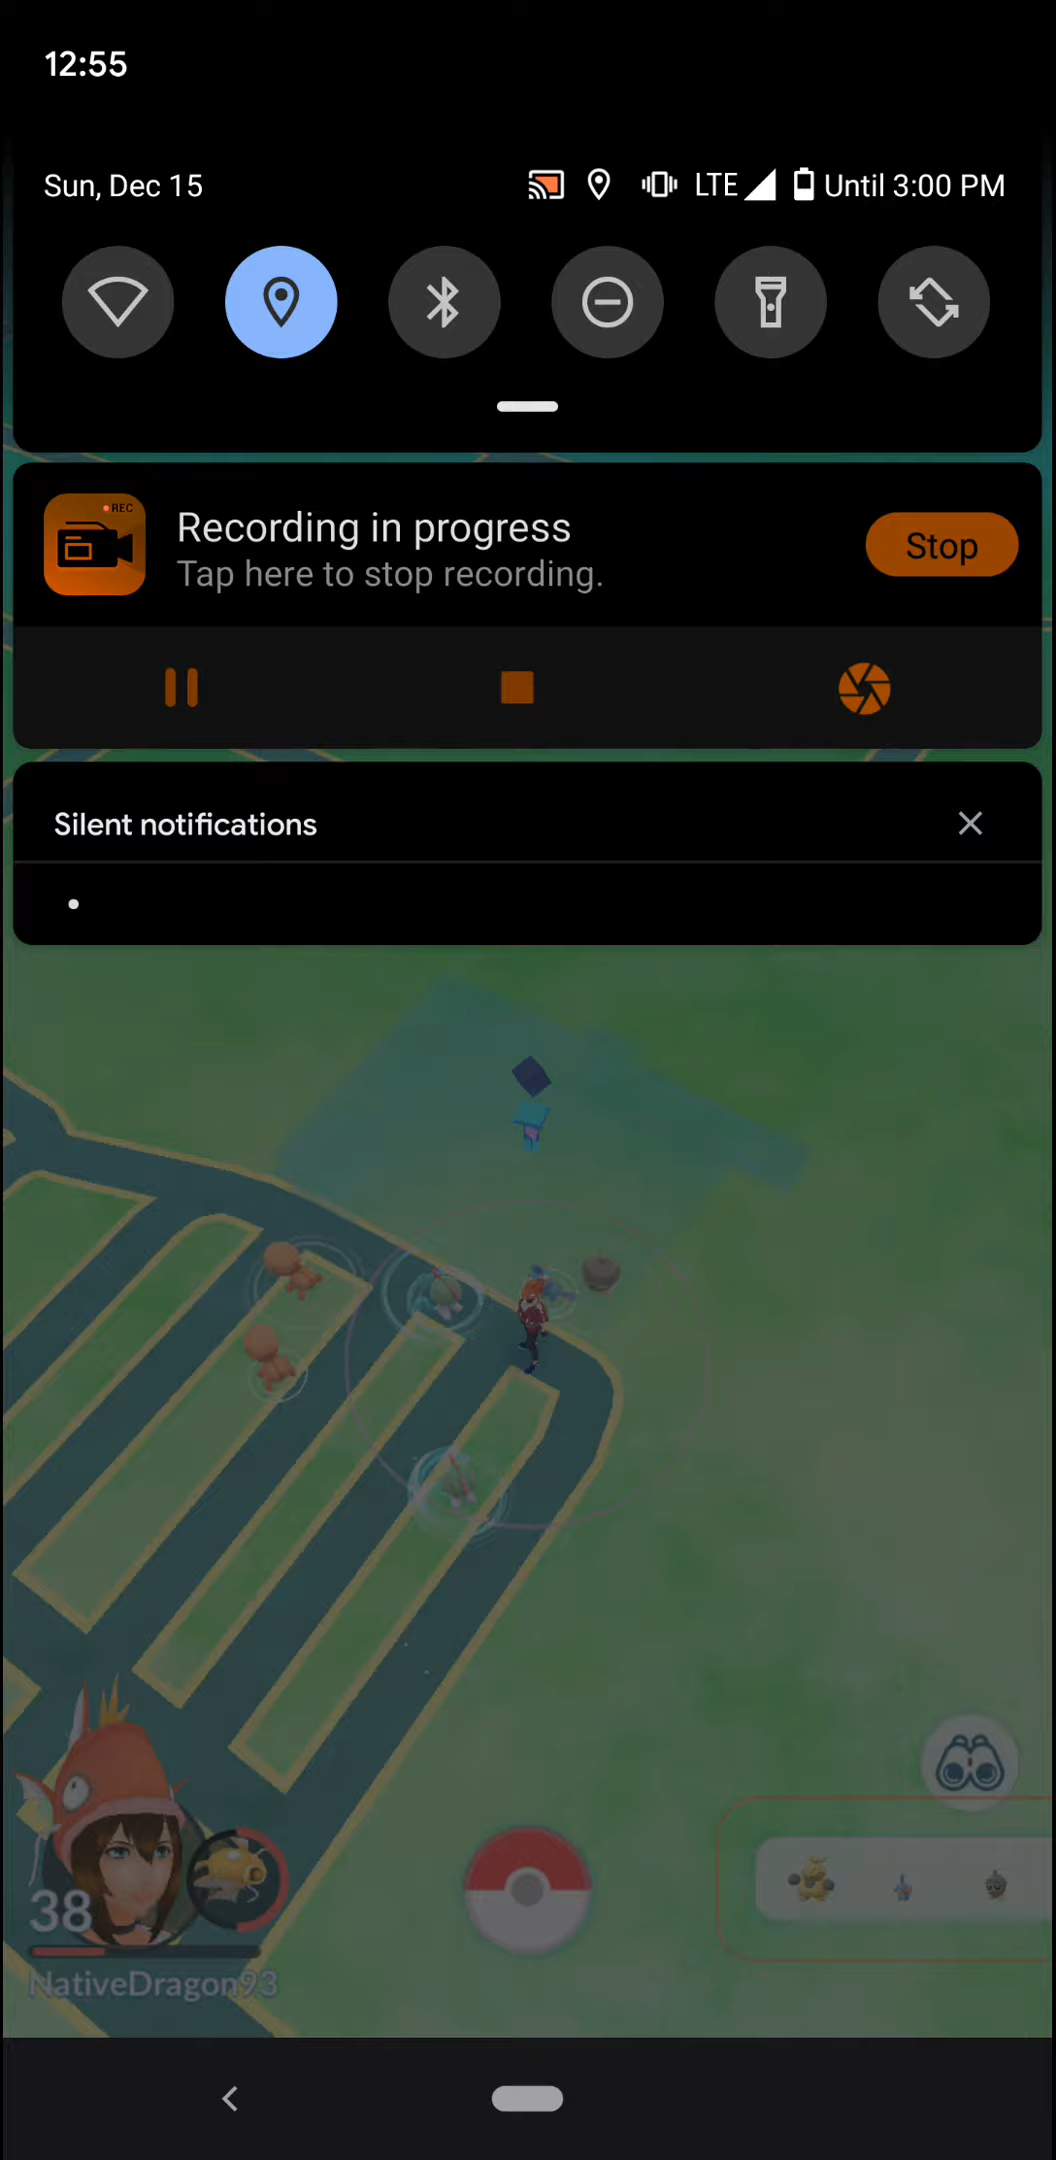 12:55
Sun, Dec 15
LTE
Until 3:00 PM
REC
Recording in progress
Tap here to stop recording.
Stop
Silent notifications
38
NativeDragon93